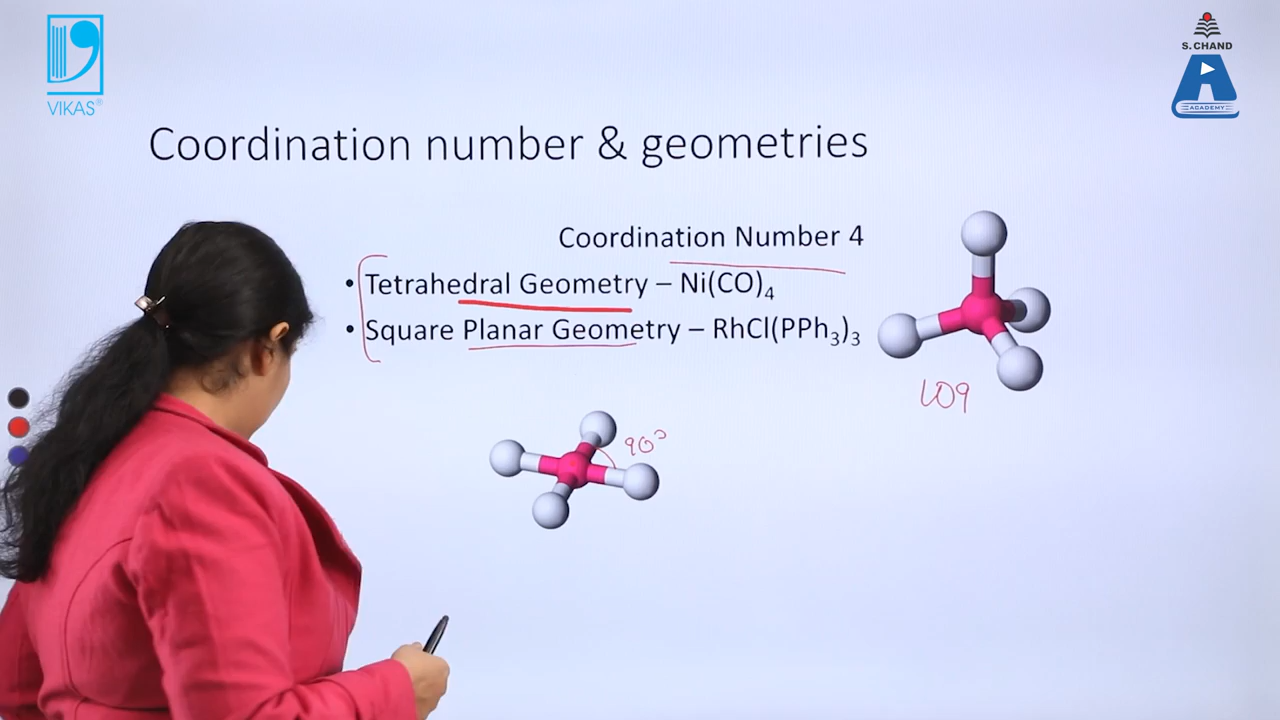 VIKAS®
S. CHAND
ACADEMY
Coordination number & geometries
Coordination Number 4
• Tetrahedral Geometry – Ni(CO)₄
• Square Planar Geometry – RhCl(PPh₃)₃
109
90°